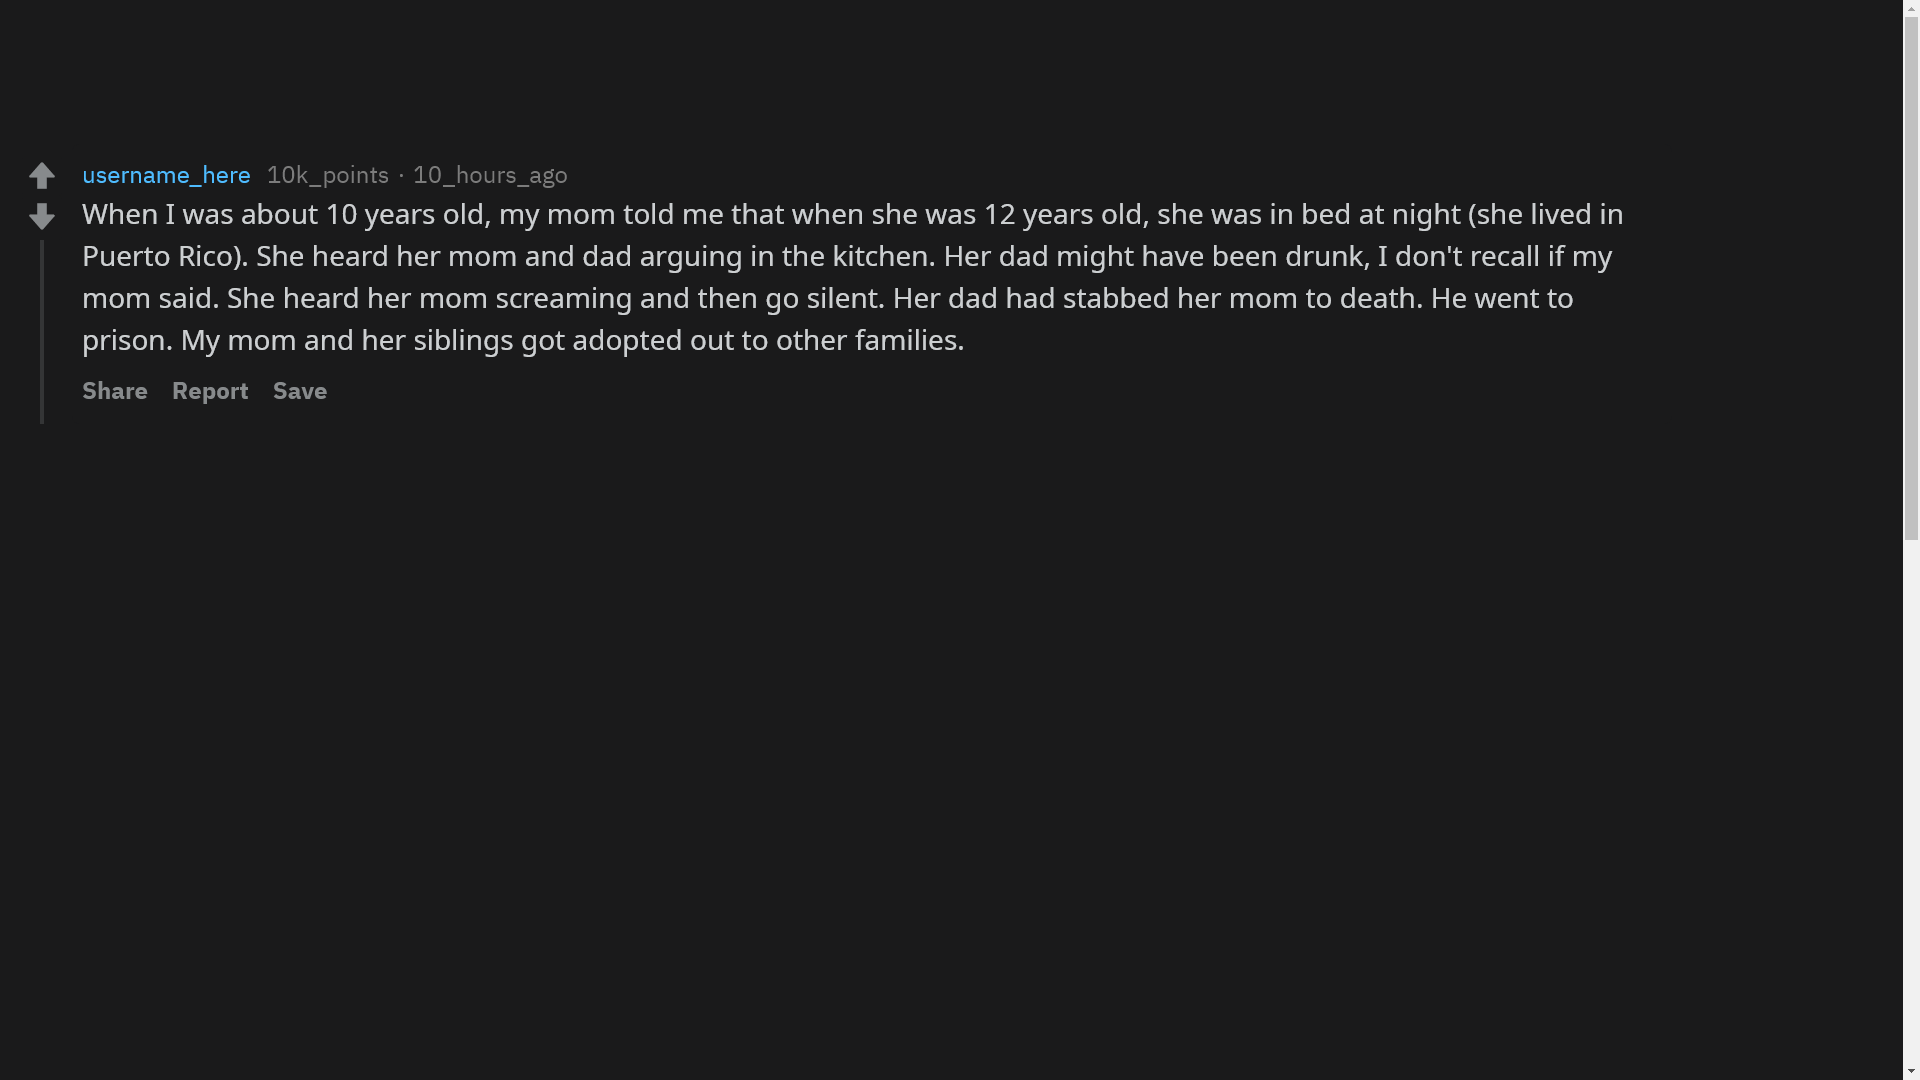 username_here 10k_points · 10_hours_ago
When I was about 10 years old, my mom told me that when she was 12 years old, she was in bed at night (she lived in
Puerto Rico). She heard her mom and dad arguing in the kitchen. Her dad might have been drunk, I don't recall if my
mom said. She heard her mom screaming and then go silent. Her dad had stabbed her mom to death. He went to
prison. My mom and her siblings got adopted out to other families.
Share Report Save